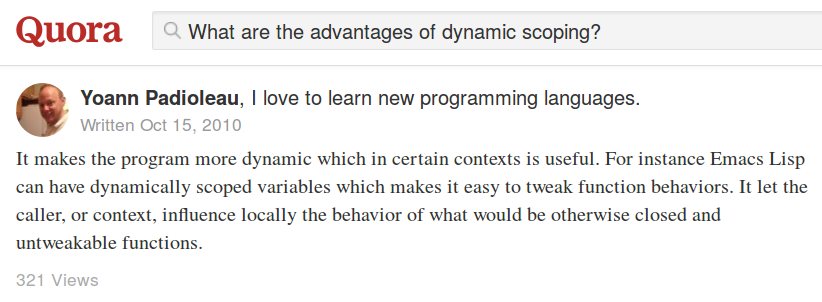 Quora
What are the advantages of dynamic scoping?
Yoann Padioleau, I love to learn new programming languages.
Written Oct 15, 2010
It makes the program more dynamic which in certain contexts is useful. For instance Emacs Lisp
can have dynamically scoped variables which makes it easy to tweak function behaviors. It let the
caller, or context, influence locally the behavior of what would be otherwise closed and
untweakable functions.
321 Views